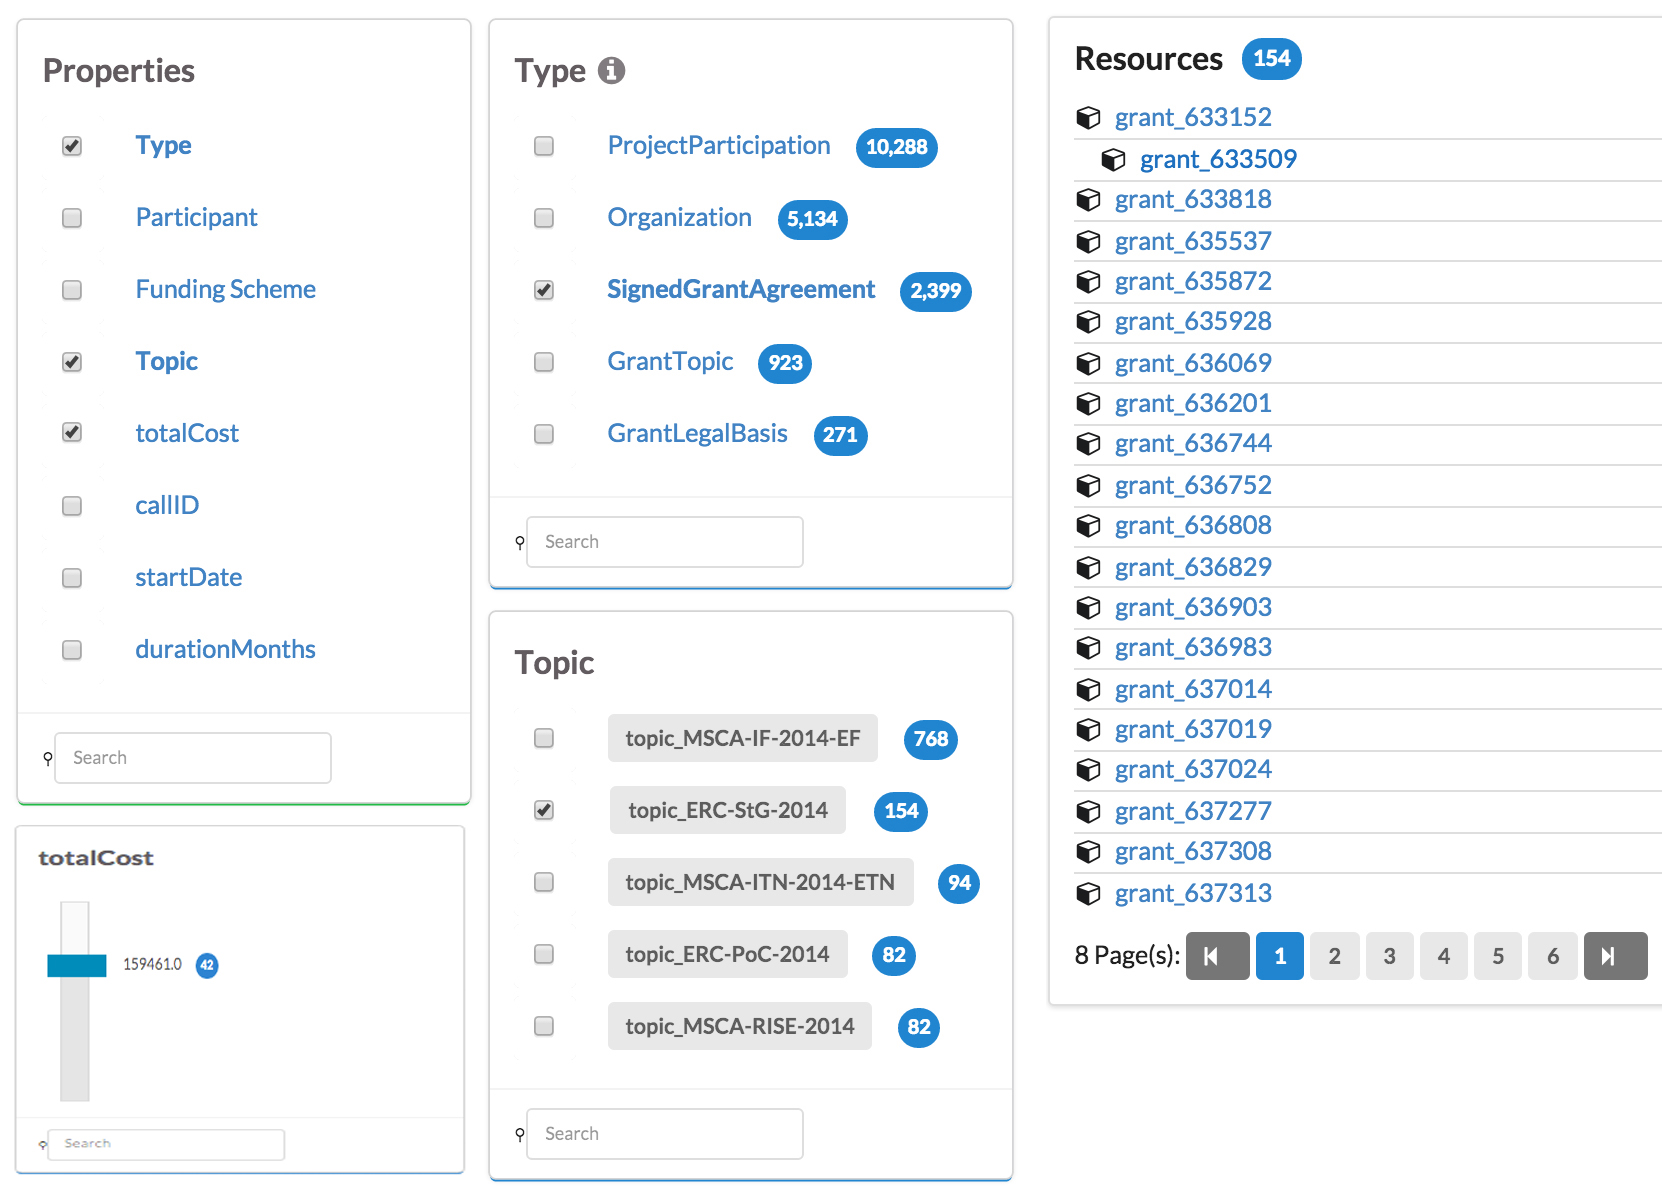 Properties
Type
Participant
Funding Scheme
Topic
totalCost
callID
startDate
durationMonths
Search
totalCost
159461.0 42
Search
Type
ProjectParticipation 10,288
Organization 5,134
SignedGrantAgreement 2,399
GrantTopic 923
GrantLegalBasis 271
Search
Topic
topic_MSCA-IF-2014-EF 768
topic_ERC-StG-2014 154
topic_MSCA-ITN-2014-ETN 94
topic_ERC-PoC-2014 82
topic_MSCA-RISE-2014 82
Search
Resources 154
grant_633152
grant_633509
grant_633818
grant_635537
grant_635872
grant_635928
grant_636069
grant_636201
grant_636744
grant_636752
grant_636808
grant_636829
grant_636903
grant_636983
grant_637014
grant_637019
grant_637024
grant_637277
grant_637308
grant_637313
8 Page(s): 1 2 3 4 5 6